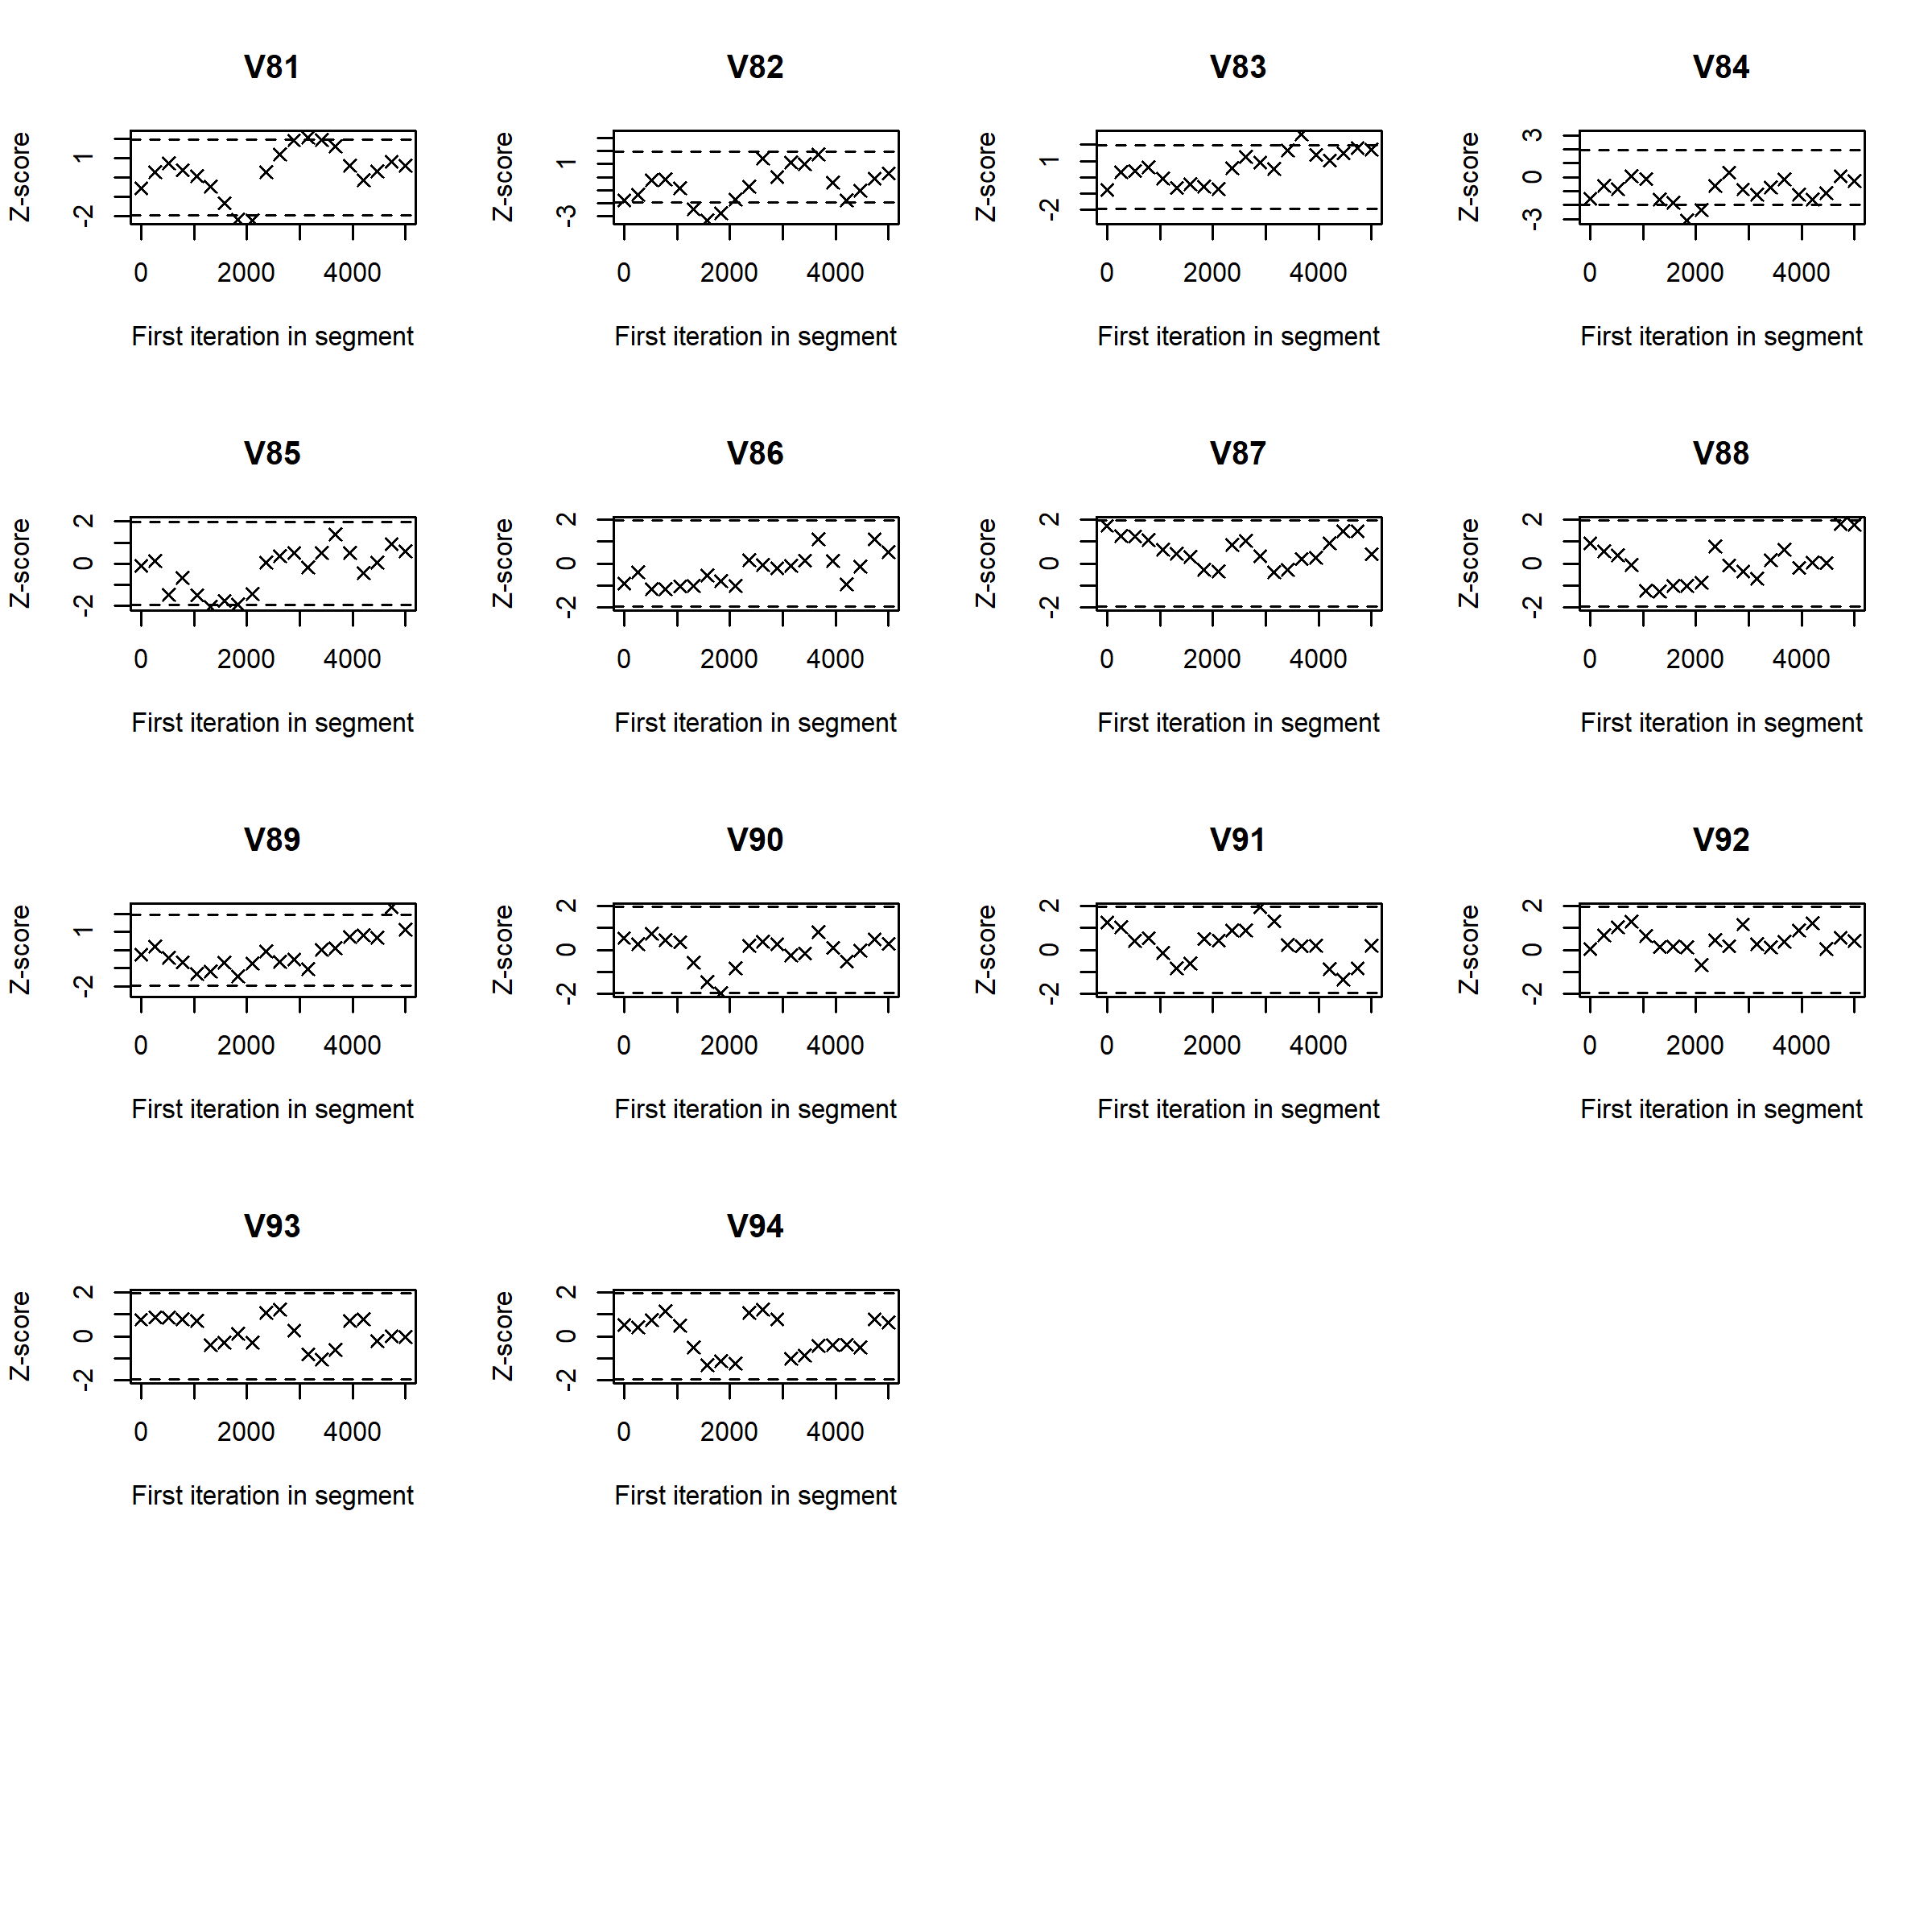 V81 V82 V83 V84
Z-score -2 1 Z-score -3 1 Z-score -2 1 Z-score -3 0 3
0 2000 4000 0 2000 4000 0 2000 4000 0 2000 4000
First iteration in segment First iteration in segment First iteration in segment First iteration in segment
V85 V86 V87 V88
Z-score -2 0 2 Z-score -2 0 2 Z-score -2 0 2 Z-score -2 0 2
0 2000 4000 0 2000 4000 0 2000 4000 0 2000 4000
First iteration in segment First iteration in segment First iteration in segment First iteration in segment
V89 V90 V91 V92
Z-score -2 1 Z-score -2 0 2 Z-score -2 0 2 Z-score -2 0 2
0 2000 4000 0 2000 4000 0 2000 4000 0 2000 4000
First iteration in segment First iteration in segment First iteration in segment First iteration in segment
V93 V94
Z-score -2 0 2 Z-score -2 0 2
0 2000 4000 0 2000 4000
First iteration in segment First iteration in segment